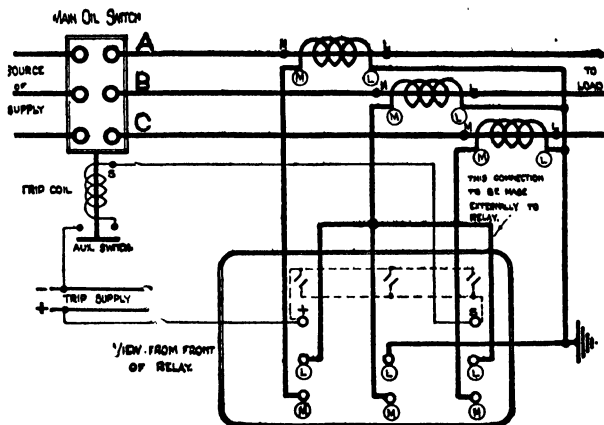 MAIN OIL SWITCH
A
B
C
SOURCE
OF
SUPPLY
TO
LOAD
M
L
M
L
M
L
M
L
M
L
M
L
TRIP COIL
S
AUX. SWITCH
THIS CONNECTION
TO BE MADE
EXTERNALLY TO
RELAY.
-
+
TRIP SUPPLY
VIEW FROM FRONT
OF RELAY.
+
S
L
L
L
M
M
M